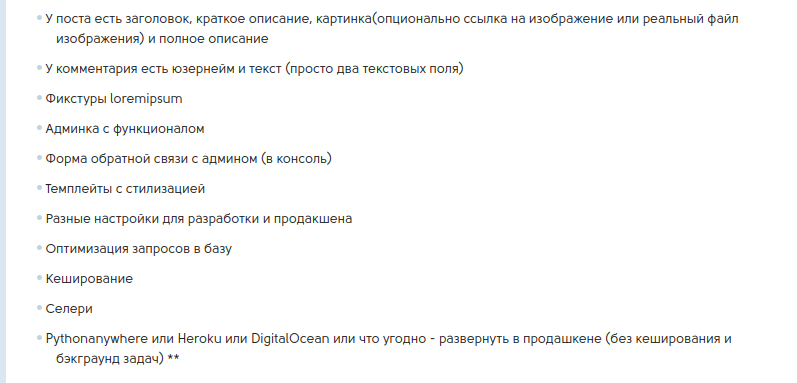 У поста есть заголовок, краткое описание, картинка(опционально ссылка на изображение или реальный файл
изображения) и полное описание
У комментария есть юзернейм и текст (просто два текстовых поля)
Фикстуры loremipsum
Админка с функционалом
Форма обратной связи с админом (в консоль)
Темплейты с стилизацией
Разные настройки для разработки и продакшена
Оптимизация запросов в базу
Кеширование
Селери
Pythonanywhere или Heroku или DigitalOcean или что угодно - развернуть в продашкене (без кеширования и
бэкграунд задач) **